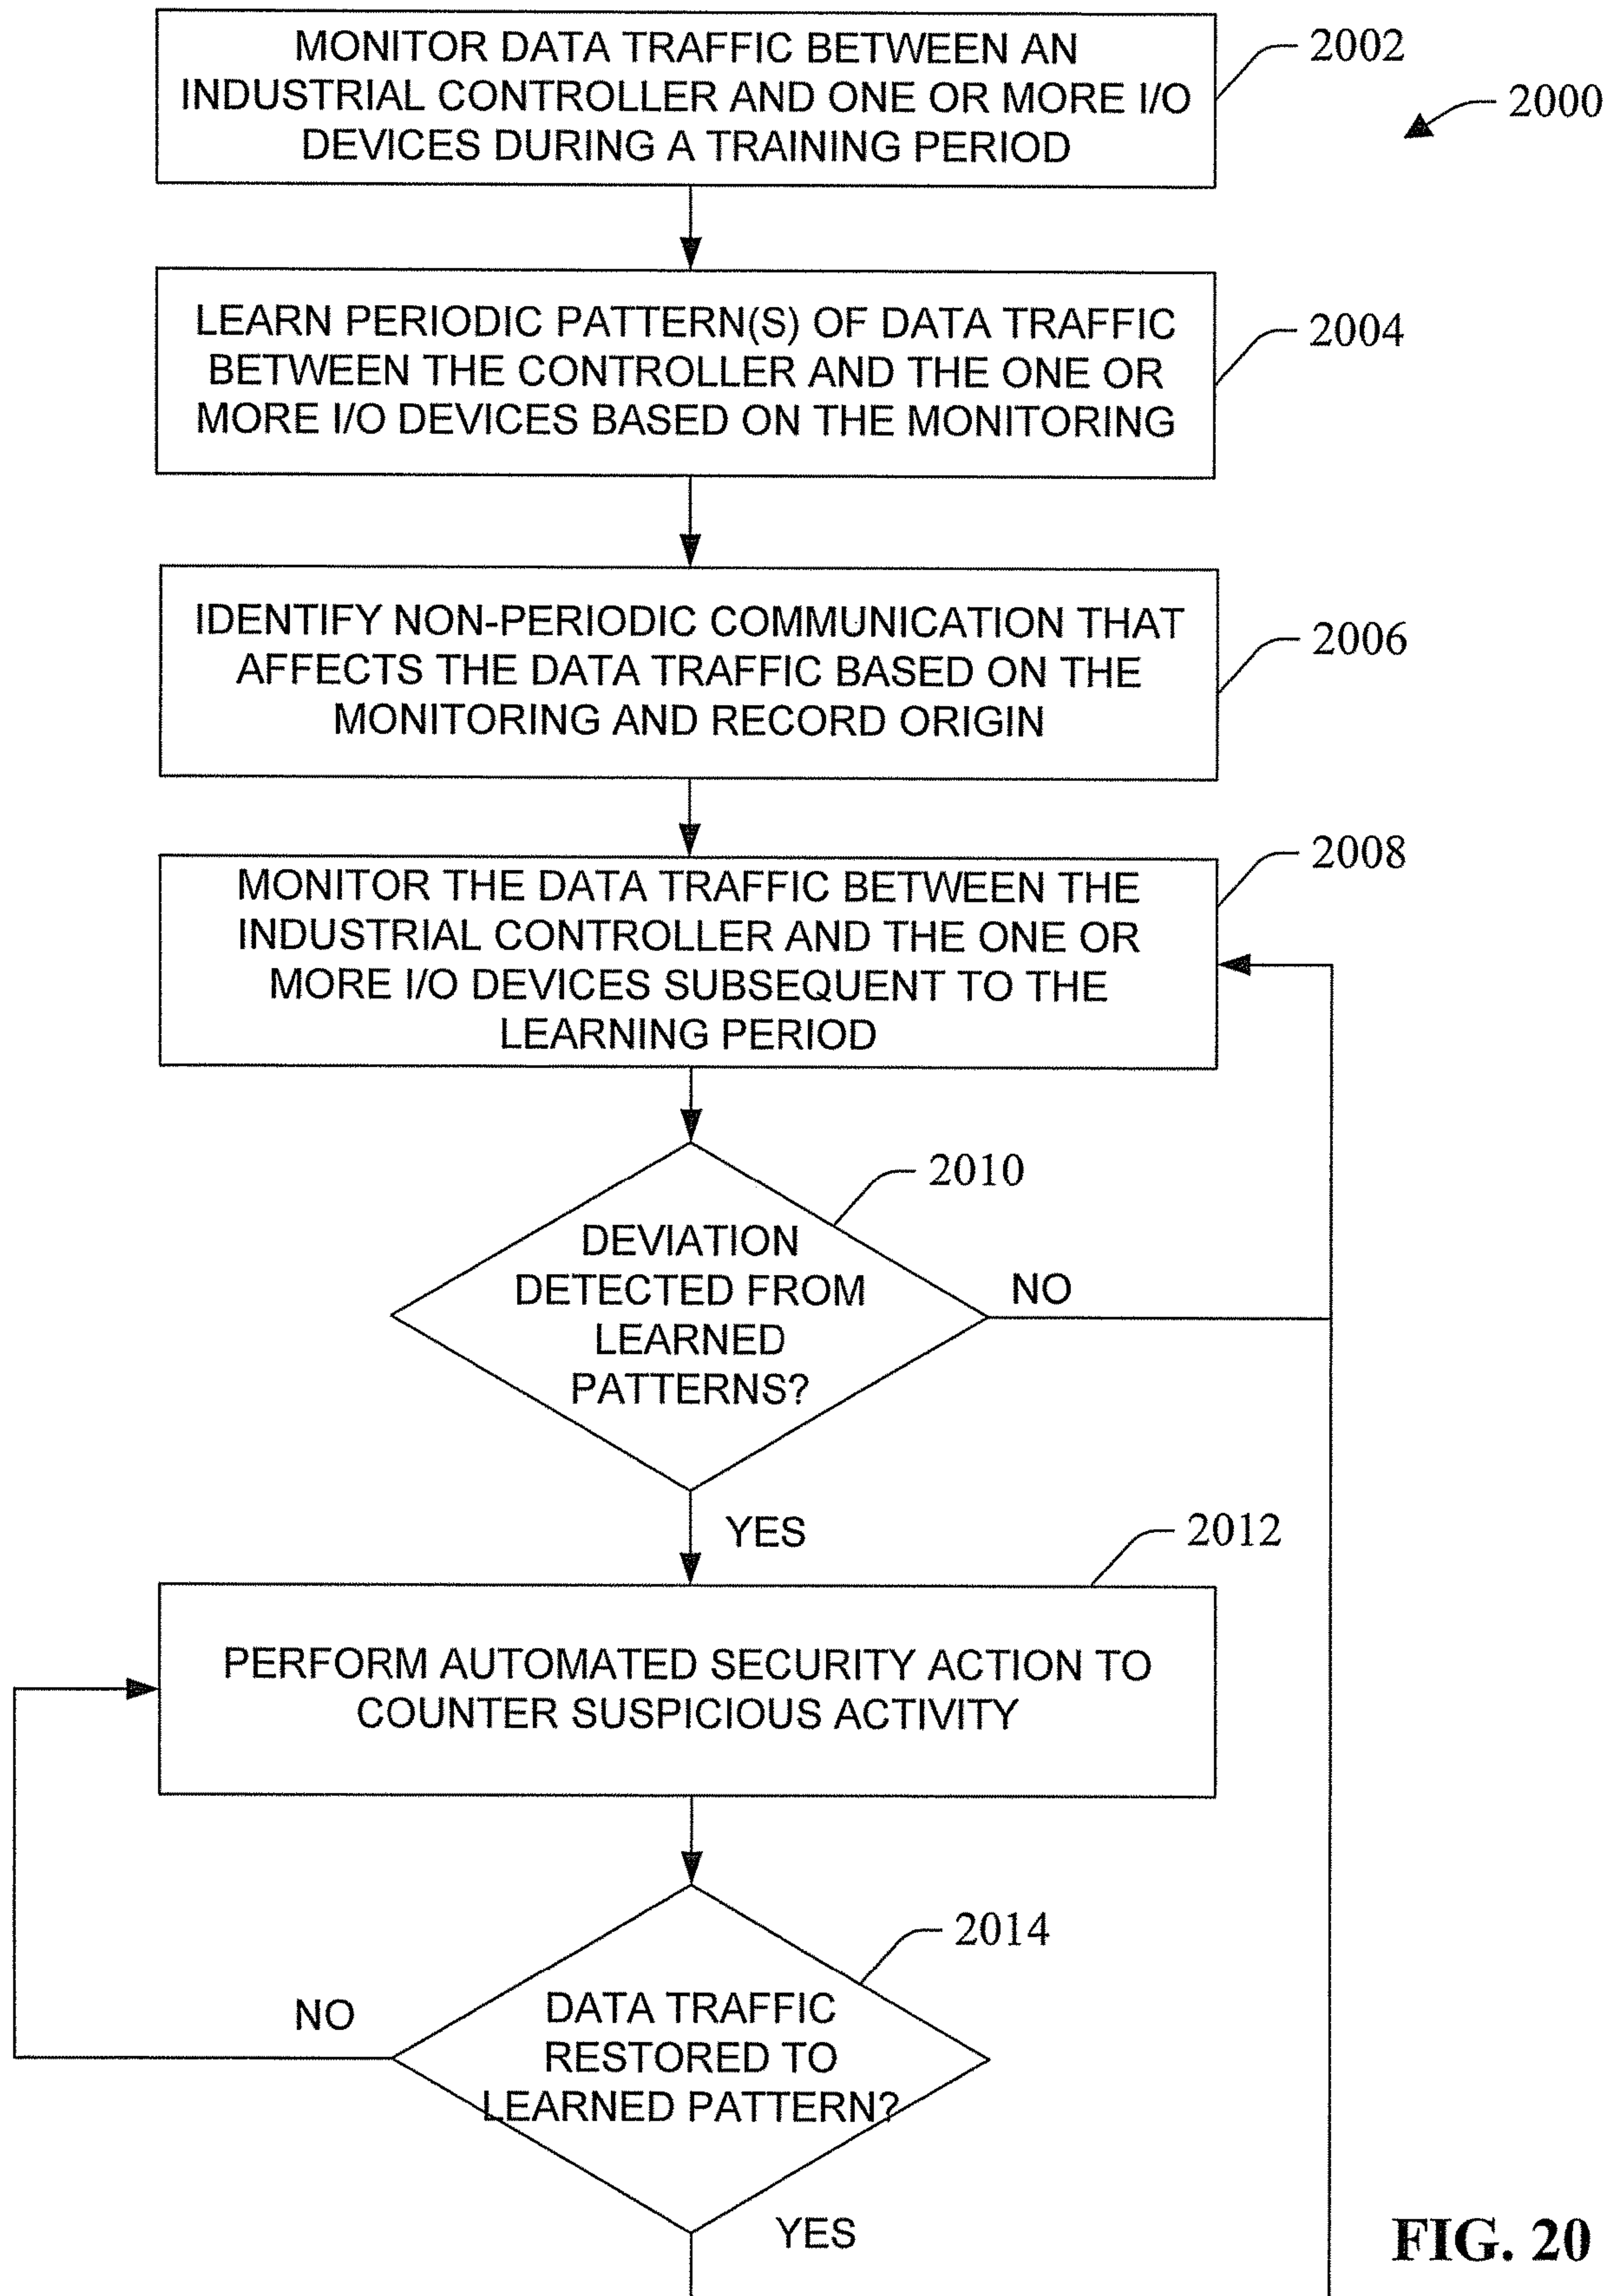 MONITOR DATA TRAFFIC BETWEEN AN
INDUSTRIAL CONTROLLER AND ONE OR MORE I/O
DEVICES DURING A TRAINING PERIOD
2002
2000
LEARN PERIODIC PATTERN(S) OF DATA TRAFFIC
BETWEEN THE CONTROLLER AND THE ONE OR
MORE I/O DEVICES BASED ON THE MONITORING
2004
IDENTIFY NON-PERIODIC COMMUNICATION THAT
AFFECTS THE DATA TRAFFIC BASED ON THE
MONITORING AND RECORD ORIGIN
2006
MONITOR THE DATA TRAFFIC BETWEEN THE
INDUSTRIAL CONTROLLER AND THE ONE OR
MORE I/O DEVICES SUBSEQUENT TO THE
LEARNING PERIOD
2008
2010
DEVIATION
DETECTED FROM
LEARNED
PATTERNS?
NO
YES
2012
PERFORM AUTOMATED SECURITY ACTION TO
COUNTER SUSPICIOUS ACTIVITY
2014
DATA TRAFFIC
RESTORED TO
LEARNED PATTERN?
NO
YES
FIG. 20